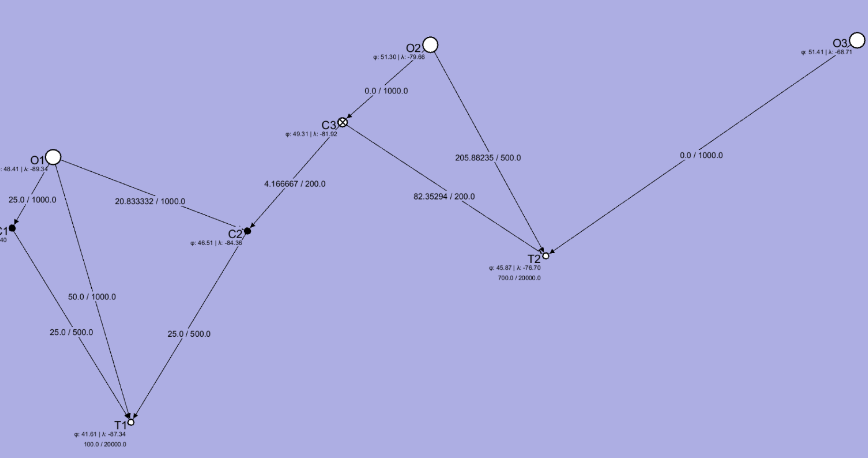 O2
φ: 51.30 | λ: -79.66
O3
φ: 51.41 | λ: -68.71
0.0 / 1000.0
C3
φ: 49.31 | λ: -81.92
O1
: 48.41 | λ: -89.34
205.88235 / 500.0
0.0 / 1000.0
4.166667 / 200.0
82.35294 / 200.0
25.0 / 1000.0
20.833332 / 1000.0
C1
40
C2
φ: 46.51 | λ: -84.36
T2
φ: 45.87 | λ: -76.70
700.0 / 20000.0
50.0 / 1000.0
25.0 / 500.0
25.0 / 500.0
T1
φ: 41.01 | λ: -87.34
100.0 / 20000.0